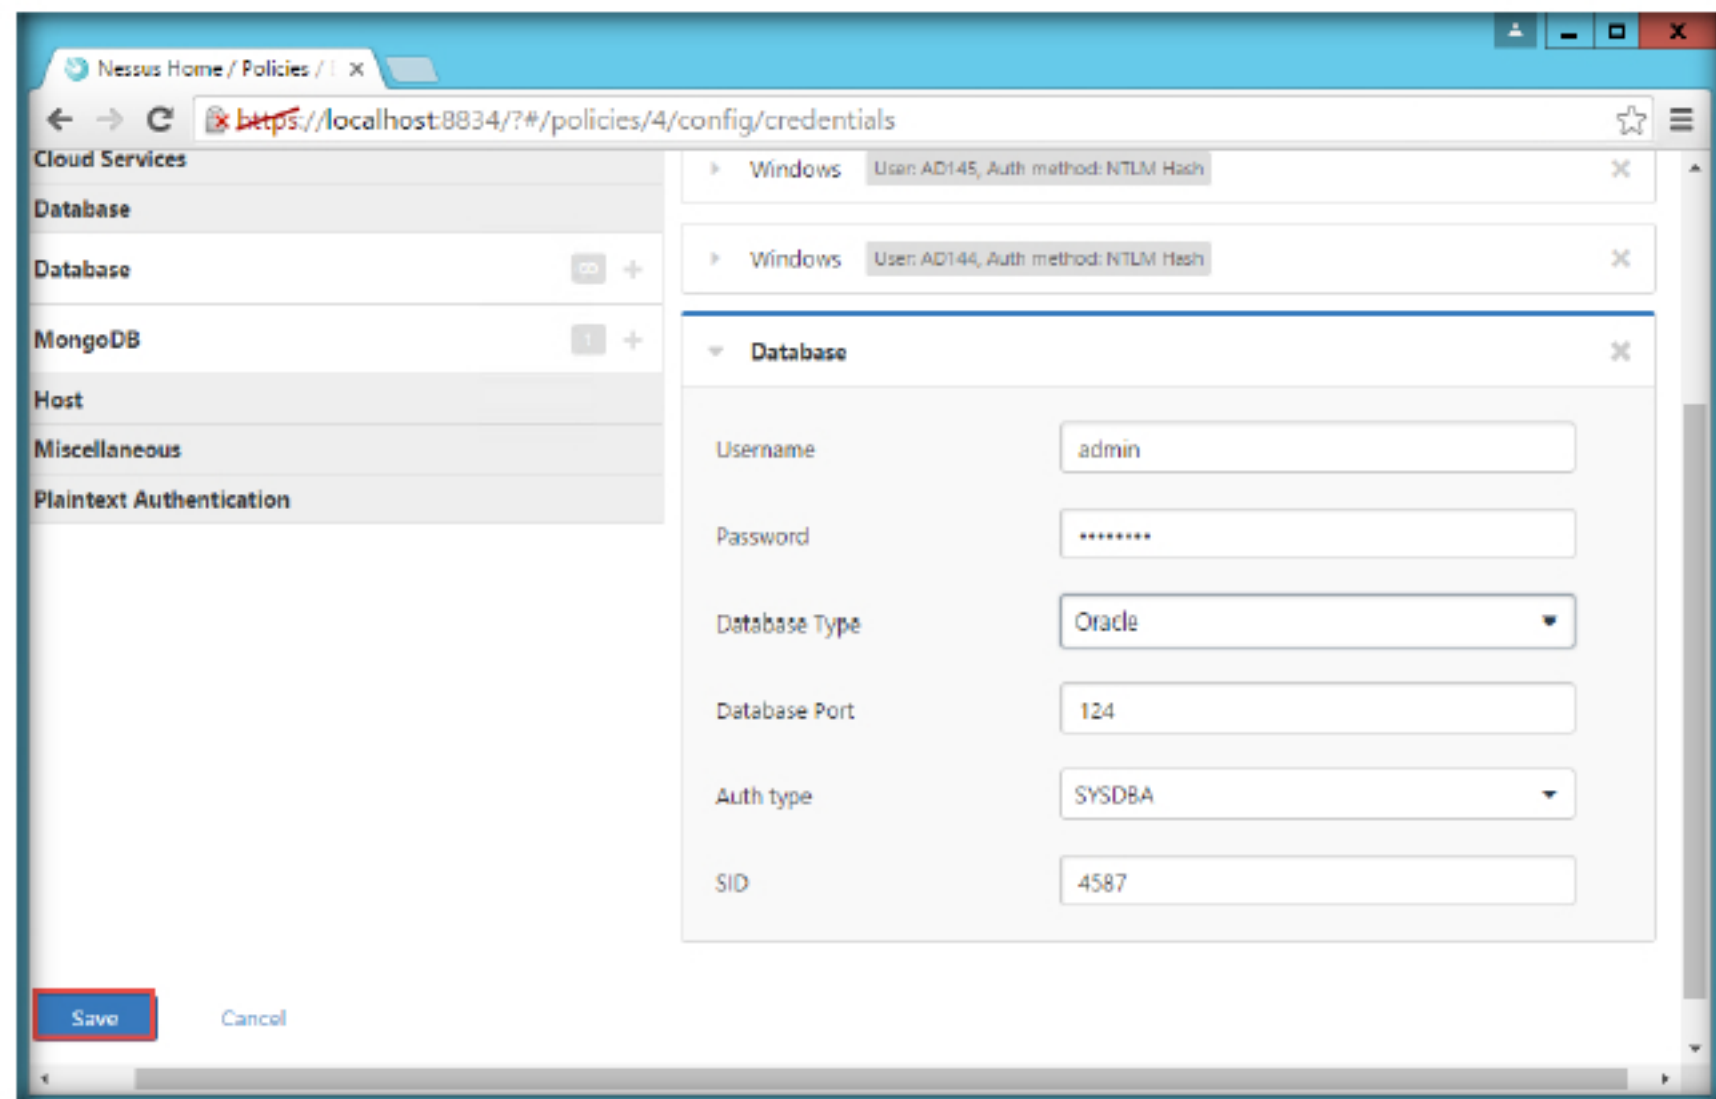 Nessus Home / Policies /
https://localhost:8834/?#/policies/4/config/credentials
Cloud Services
Database
Database
MongoDB
1
Host
Miscellaneous
Plaintext Authentication
Windows User: AD145, Auth method: NTLM Hash
Windows User: AD144, Auth method: NTLM Hash
Database
Username admin
Password ••••••••
Database Type Oracle
Database Port 124
Auth type SYSDBA
SID 4587
Save Cancel